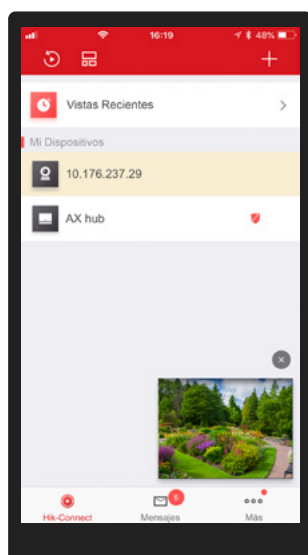 16:19
48%
Vistas Recientes
Mi Dispositivos
10.176.237.29
AX hub
6
Hik-Connect
Mensajes
Más